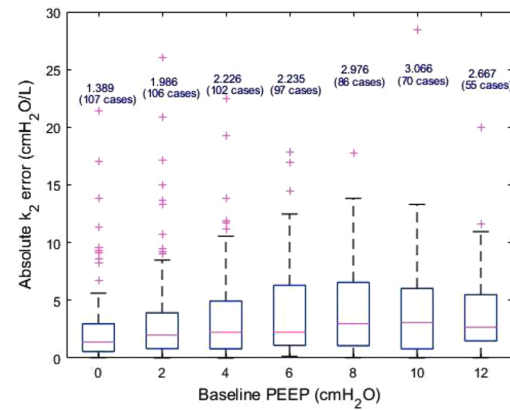 30
25
20
15
10
5
0
Absolute k2 error (cmH2O/L)
1.389
(107 cases)
1.986
(106 cases)
2.226
(102 cases)
2.235
(97 cases)
2.976
(86 cases)
3.066
(70 cases)
2.667
(55 cases)
0 2 4 6 8 10 12
Baseline PEEP (cmH2O)